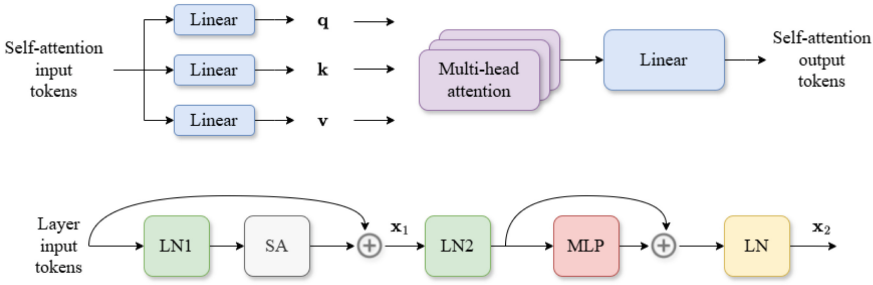 Self-attention
input
tokens
Linear
q
Linear
k
Linear
v
Multi-head
attention
Linear
Self-attention
output
tokens
Layer
input
tokens
LN1
SA
x1
LN2
MLP
LN
x2